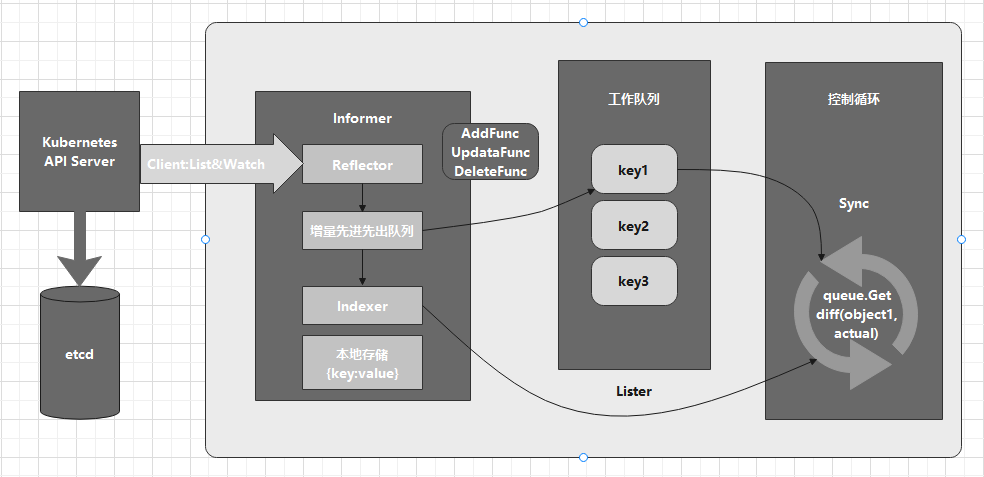 Kubernetes
API Server
etcd
Client:List&Watch
Informer
Reflector
增量先进先出队列
Indexer
本地存储
{key:value}
AddFunc
UpdataFunc
DeleteFunc
工作队列
key1
key2
key3
Lister
控制循环
Sync
queue.Get
diff(object1,
actual)